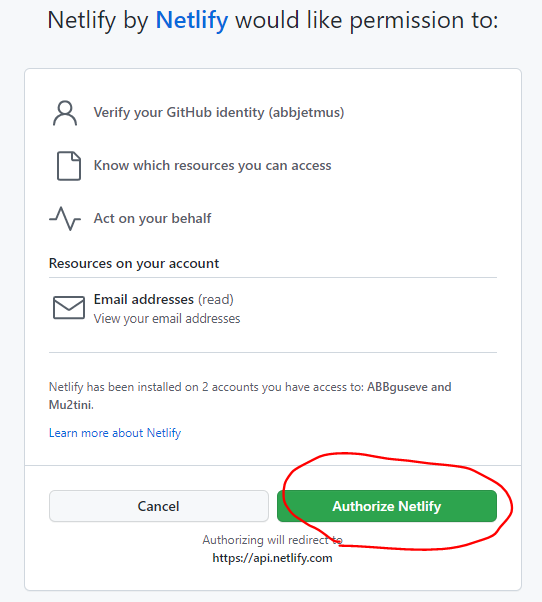 Netlify by Netlify would like permission to:
Verify your GitHub identity (abbjetmus)
Know which resources you can access
Act on your behalf
Resources on your account
Email addresses (read)
View your email addresses
Netlify has been installed on 2 accounts you have access to: ABBguseve and
Mu2tini.
Learn more about Netlify
Cancel
Authorize Netlify
Authorizing will redirect to
https://api.netlify.com